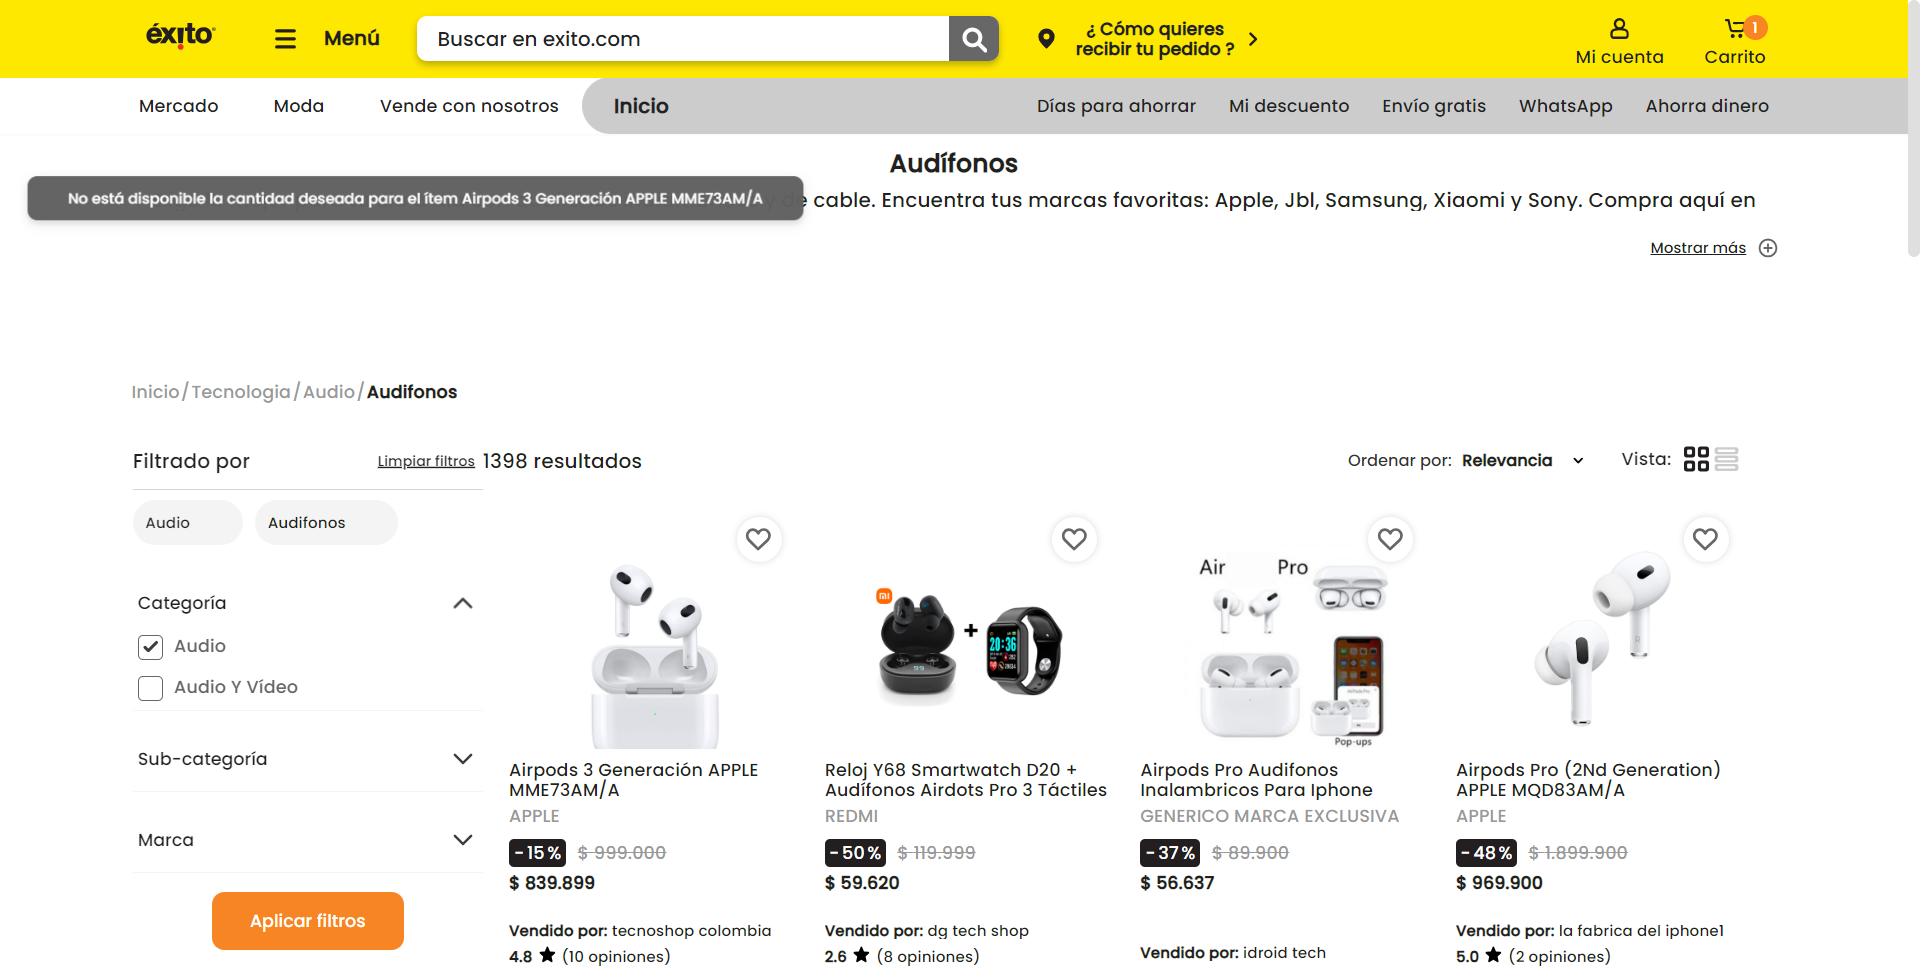 éxito
Menú
Buscar en exito.com
¿ Cómo quieres
recibir tu pedido ?
Mi cuenta
1
Carrito
Mercado
Moda
Vende con nosotros
Inicio
Días para ahorrar
Mi descuento
Envío gratis
WhatsApp
Ahorra dinero
Audífonos
No está disponible la cantidad deseada para el ítem Airpods 3 Generación APPLE MME73AM/A
y de cable. Encuentra tus marcas favoritas: Apple, Jbl, Samsung, Xiaomi y Sony. Compra aquí en
Mostrar más
Inicio/Tecnologia/Audio/Audifonos
Filtrado por
Limpiar filtros
1398 resultados
Ordenar por: Relevancia
Vista:
Audio
Audifonos
Categoría
Audio
Audio Y Vídeo
Sub-categoría
Marca
Aplicar filtros
Airpods 3 Generación APPLE
MME73AM/A
APPLE
-15% $ 999.000
$ 839.899
Vendido por: tecnoshop colombia
4.8 ★ (10 opiniones)
mi
+
20:36
Reloj Y68 Smartwatch D20 +
Audífonos Airdots Pro 3 Táctiles
REDMI
-50% $ 119.999
$ 59.620
Vendido por: dg tech shop
2.6 ★ (8 opiniones)
Air
Pro
Pop-ups
Airpods Pro Audifonos
Inalambricos Para Iphone
GENERICO MARCA EXCLUSIVA
-37% $ 89.900
$ 56.637
Vendido por: idroid tech
Airpods Pro (2Nd Generation)
APPLE MQD83AM/A
APPLE
-48% $ 1.899.900
$ 969.900
Vendido por: la fabrica del iphone1
5.0 ★ (2 opiniones)